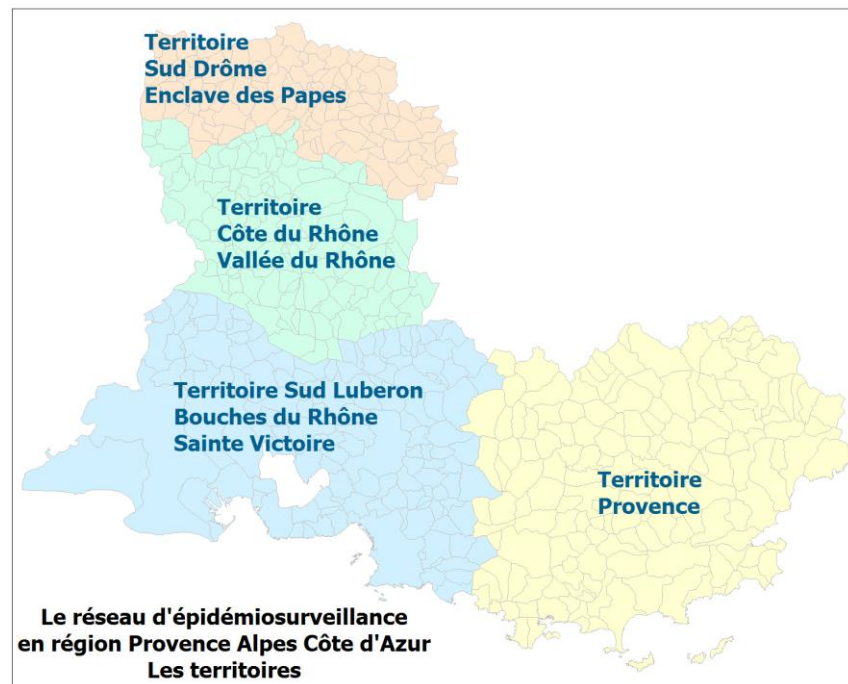 Territoire
Sud Drôme
Enclave des Papes
Territoire
Côte du Rhône
Vallée du Rhône
Territoire Sud Luberon
Bouches du Rhône
Sainte Victoire
Territoire
Provence
Le réseau d'épidémiosurveillance
en région Provence Alpes Côte d'Azur
Les territoires